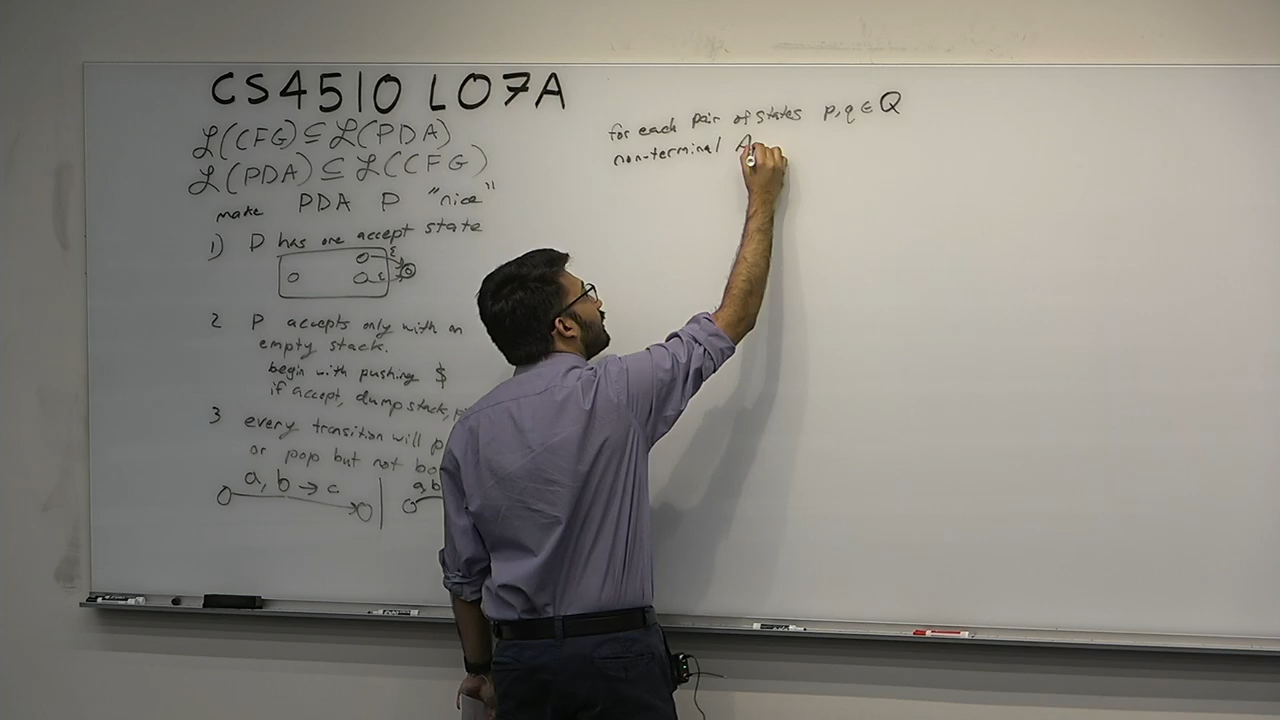 CS4510 L07A
ℒ(CFG) ⊆ ℒ(PDA)
ℒ(PDA) ⊆ ℒ(CFG)
make PDA P "nice"
1) P has one accept state
ε
ε
2 P accepts only with an
empty stack.
begin with pushing $
if accept, dump stack,
3 every transition will
or pop but not
a, b → c
a, b
for each pair of states p, q ∈ Q
non-terminal A